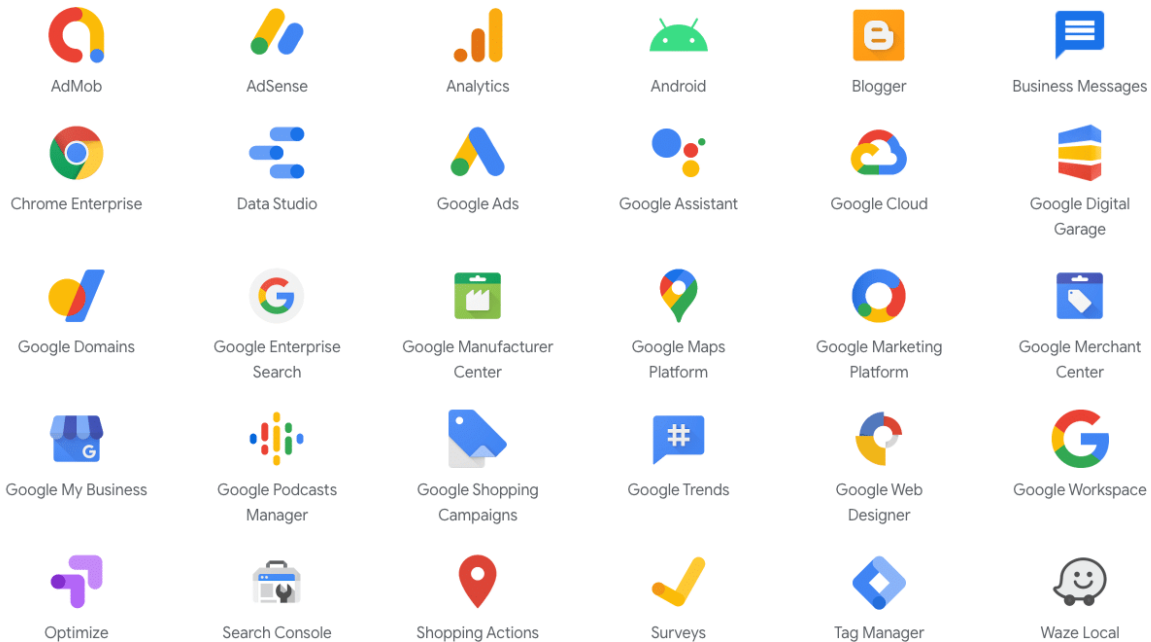 AdMob
AdSense
Analytics
Android
Blogger
Business Messages
Chrome Enterprise
Data Studio
Google Ads
Google Assistant
Google Cloud
Google Digital
Garage
Google Domains
G
Google Enterprise
Search
Google Manufacturer
Center
Google Maps
Platform
Google Marketing
Platform
Google Merchant
Center
G
Google My Business
Google Podcasts
Manager
Google Shopping
Campaigns
#
Google Trends
Google Web
Designer
G
Google Workspace
Optimize
Search Console
Shopping Actions
Surveys
Tag Manager
Waze Local